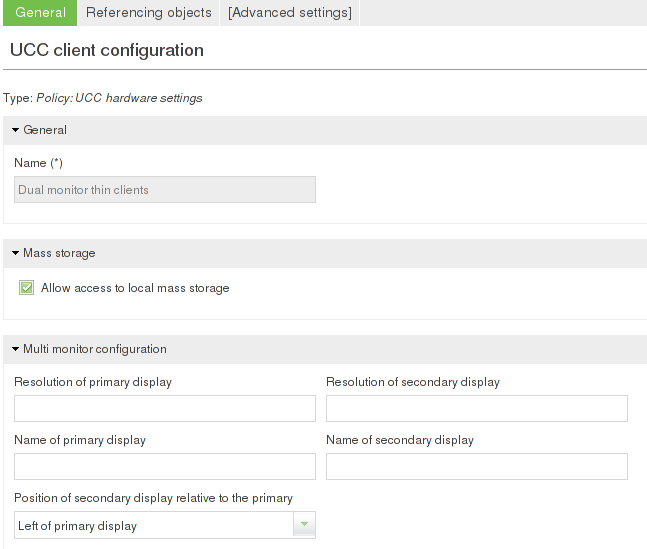 General Referencing objects [Advanced settings]
UCC client configuration
Type: Policy: UCC hardware settings
General
Name (*)
Dual monitor thin clients
Mass storage
Allow access to local mass storage
Multi monitor configuration
Resolution of primary display Resolution of secondary display
Name of primary display Name of secondary display
Position of secondary display relative to the primary
Left of primary display